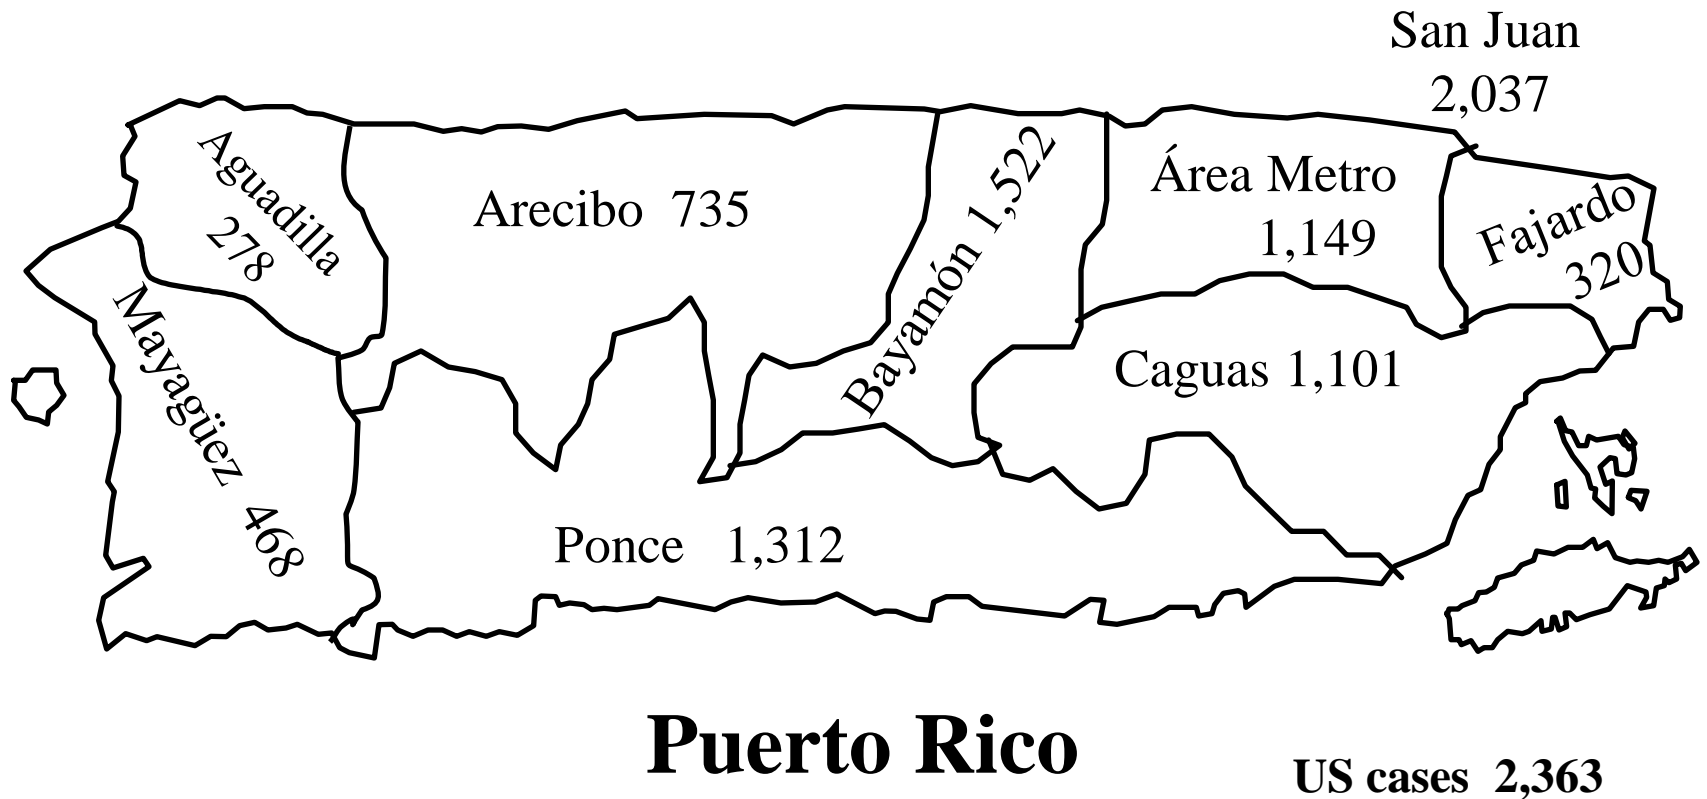 San Juan
2,037
Aguadilla
278
Arecibo 735
Bayamón 1,522
Área Metro
1,149
Fajardo
320
Mayagüez 468
Caguas 1,101
Ponce 1,312
Puerto Rico
US cases 2,363